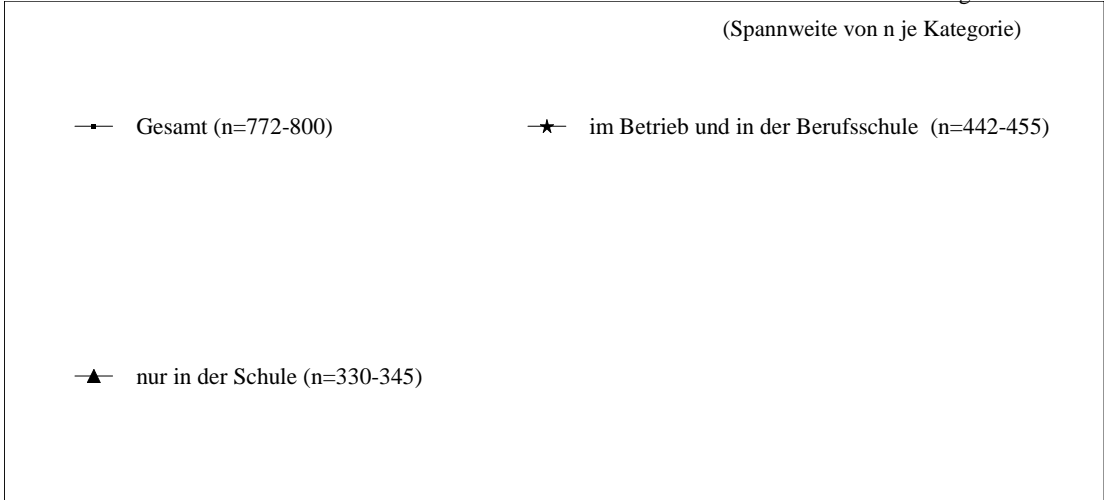 (Spannweite von n je Kategorie)
Gesamt (n=772-800)
im Betrieb und in der Berufsschule (n=442-455)
nur in der Schule (n=330-345)